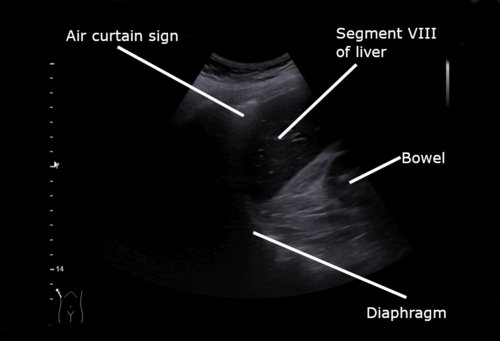 Air curtain sign
Segment VIII
of liver
Bowel
14
Diaphragm